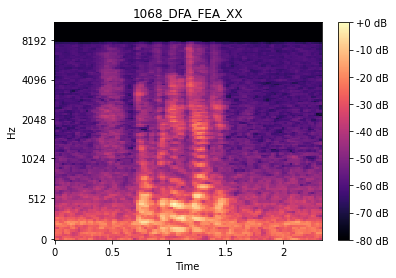 1068_DFA_FEA_XX
+0 dB
8192
-10 dB
4096
-20 dB
-30 dB
2048
-40 dB
Hz
1024
-50 dB
512
-60 dB
-70 dB
0
-80 dB
0 0.5 1 1.5 2
Time